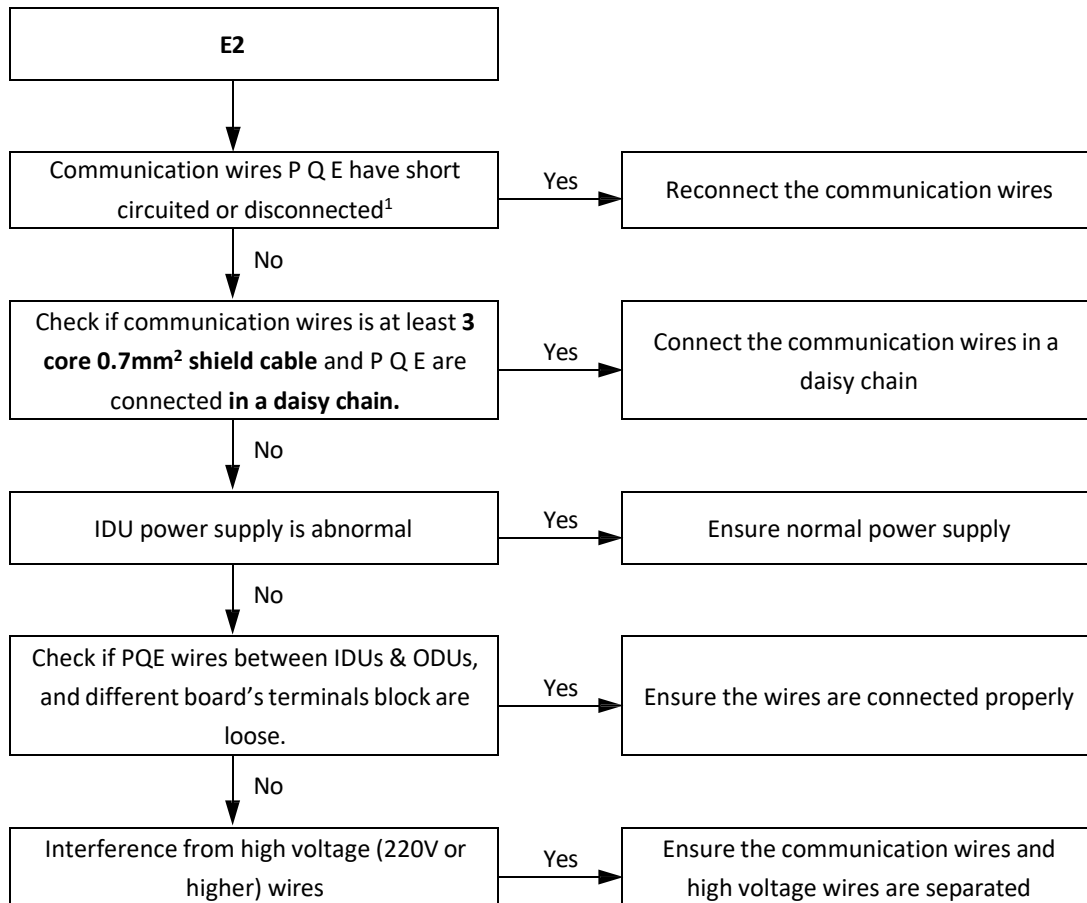 E2
Communication wires P Q E have short
circuited or disconnected1
Yes
Reconnect the communication wires
No
Check if communication wires is at least 3
core 0.7mm2 shield cable and P Q E are
connected in a daisy chain.
Yes
Connect the communication wires in a
daisy chain
No
IDU power supply is abnormal
Yes
Ensure normal power supply
No
Check if PQE wires between IDUs & ODUs,
and different board’s terminals block are
loose.
Yes
Ensure the wires are connected properly
No
Interference from high voltage (220V or
higher) wires
Yes
Ensure the communication wires and
high voltage wires are separated